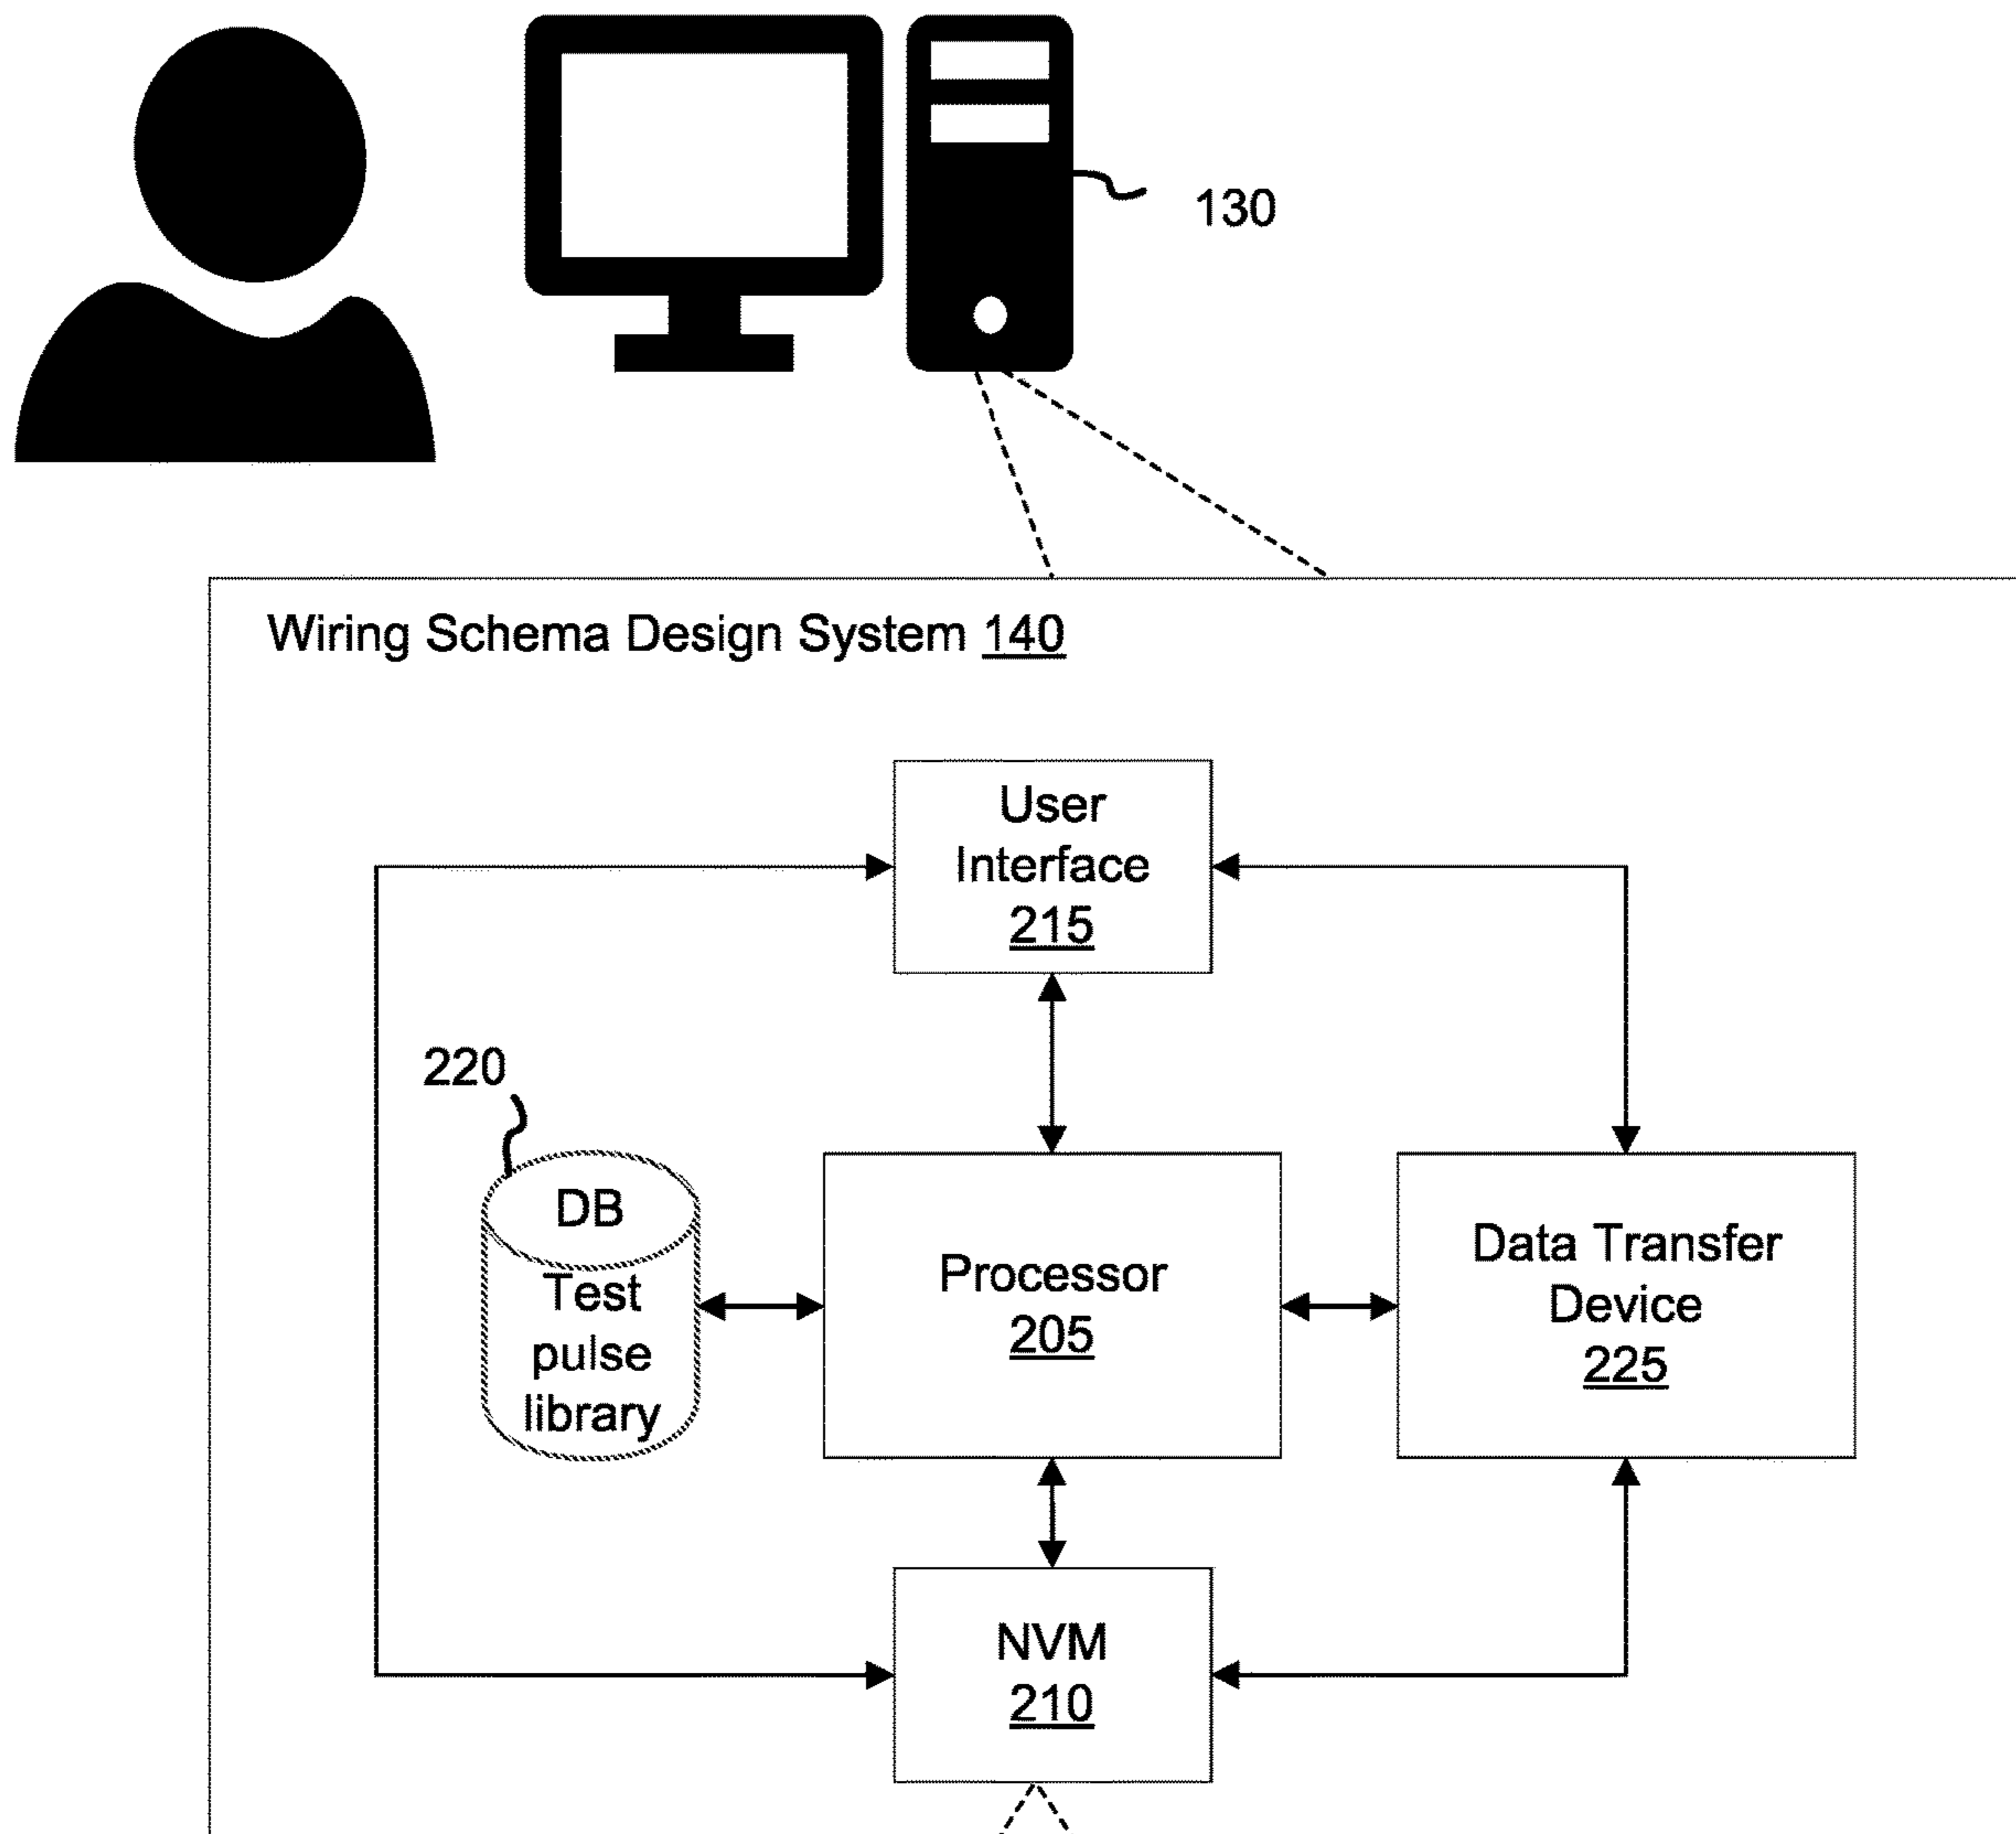 130
Wiring Schema Design System 140
User
Interface
215
220
DB
Test
pulse
library
Processor
205
Data Transfer
Device
225
NVM
210